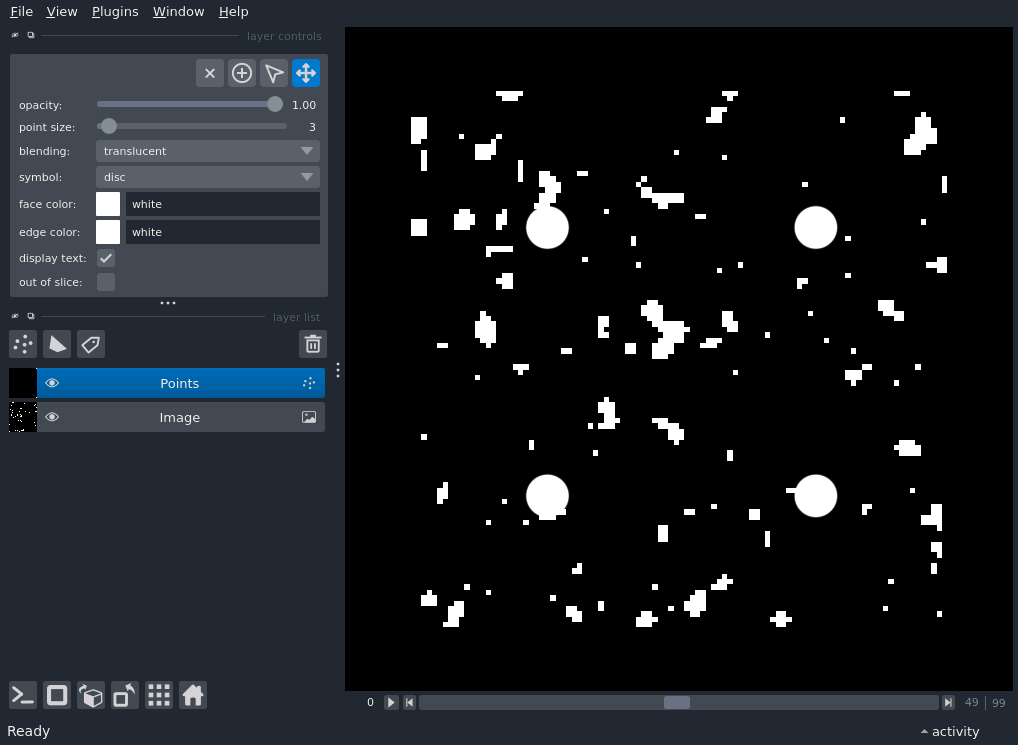 File View Plugins Window Help
layer controls
opacity: 1.00
point size: 3
blending: translucent
symbol: disc
face color: white
edge color: white
display text:
out of slice:
layer list
Points
Image
0 49 | 99
Ready activity